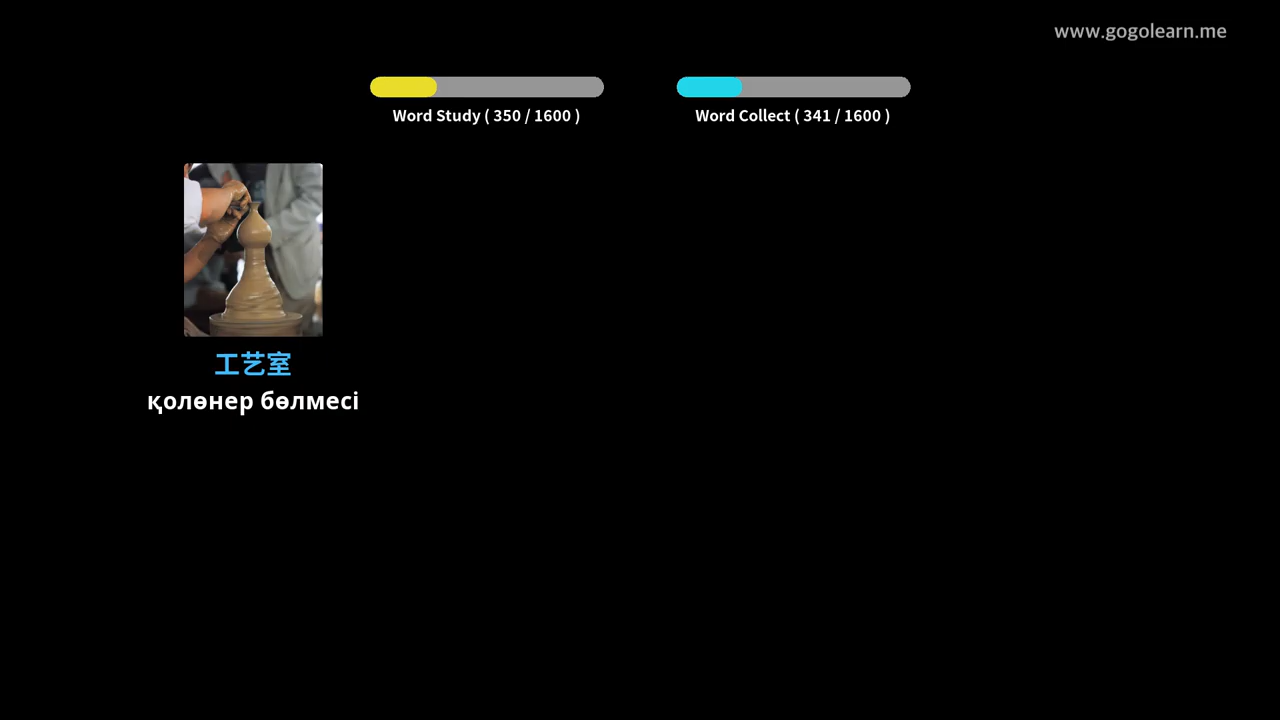 www.gogolearn.me
Word Study ( 350 / 1600 )
Word Collect ( 341 / 1600 )
工艺室
қолөнер бөлмесі